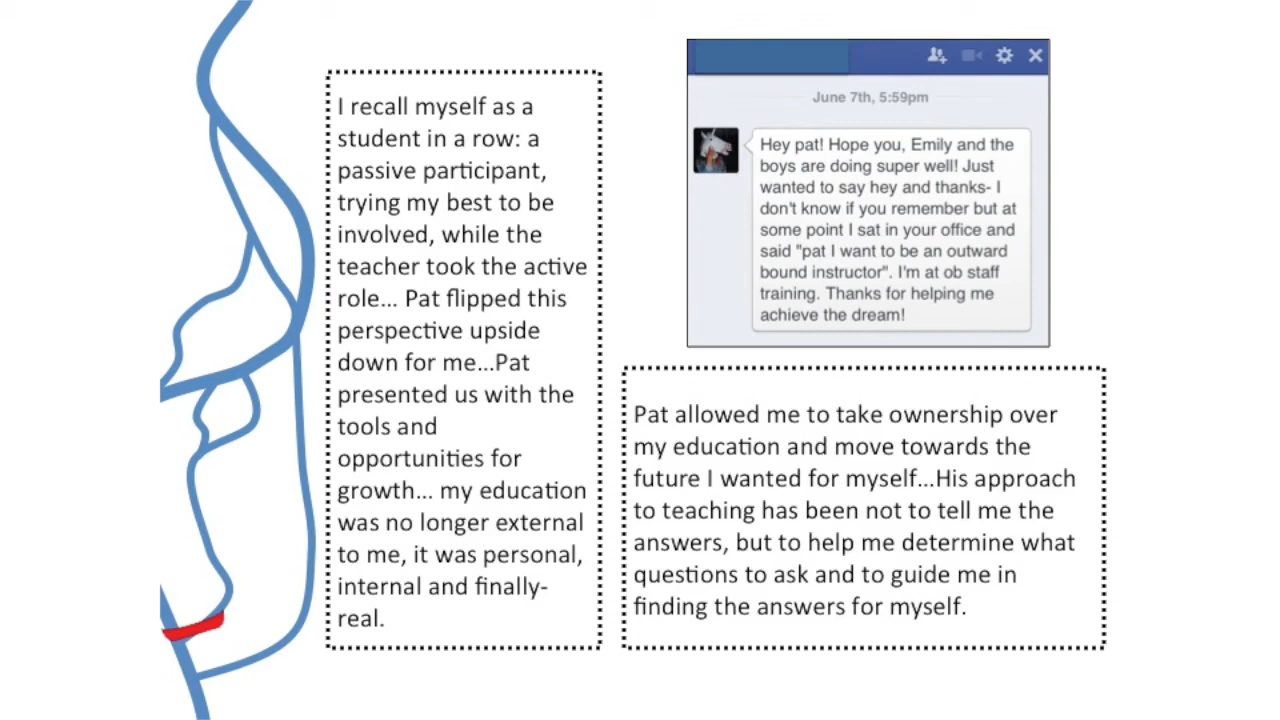 I recall myself as a
student in a row: a
passive participant,
trying my best to be
involved, while the
teacher took the active
role... Pat flipped this
perspective upside
down for me...Pat
presented us with the
tools and
opportunities for
growth... my education
was no longer external
to me, it was personal,
internal and finally-
real.
June 7th, 5:59pm
Hey pat! Hope you, Emily and the
boys are doing super well! Just
wanted to say hey and thanks- I
don't know if you remember but at
some point I sat in your office and
said "pat I want to be an outward
bound instructor". I'm at ob staff
training. Thanks for helping me
achieve the dream!
Pat allowed me to take ownership over
my education and move towards the
future I wanted for myself...His approach
to teaching has been not to tell me the
answers, but to help me determine what
questions to ask and to guide me in
finding the answers for myself.